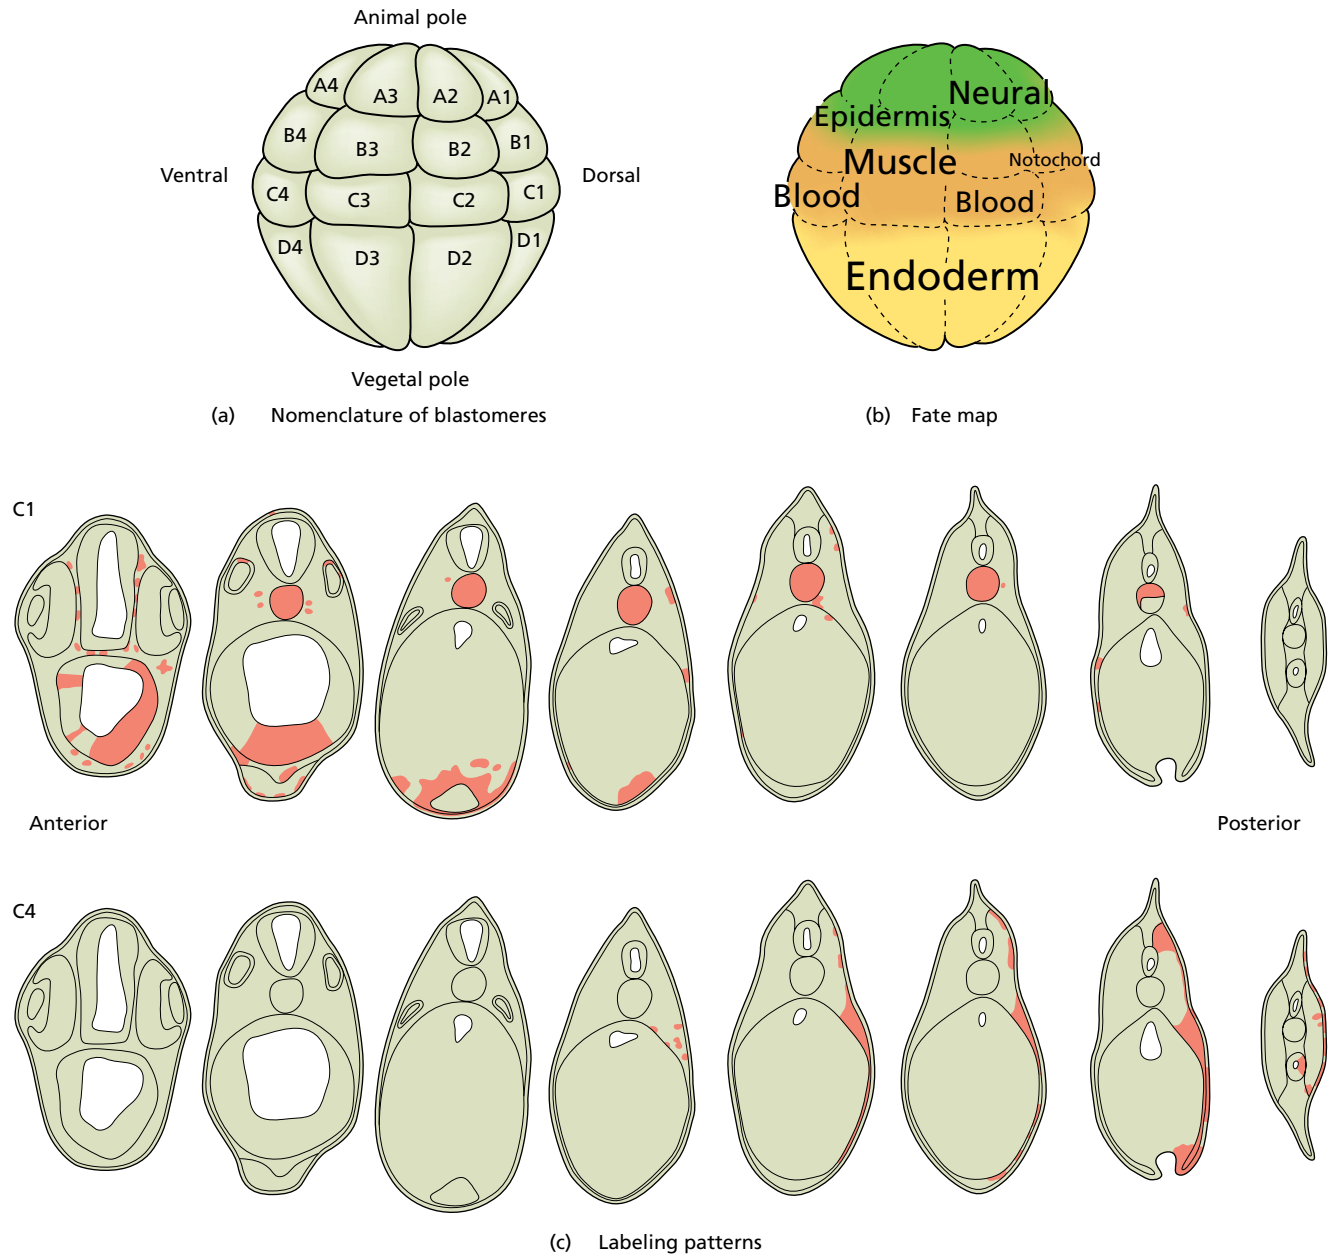 Animal pole
A4
A3
A2
A1
B4
B3
B2
B1
Ventral
Dorsal
C4
C3
C2
C1
D4
D3
D2
D1
Vegetal pole
(a) Nomenclature of blastomeres
Neural
Epidermis
Muscle
Notochord
Blood
Blood
Endoderm
(b) Fate map
C1
Anterior
Posterior
C4
(c) Labeling patterns